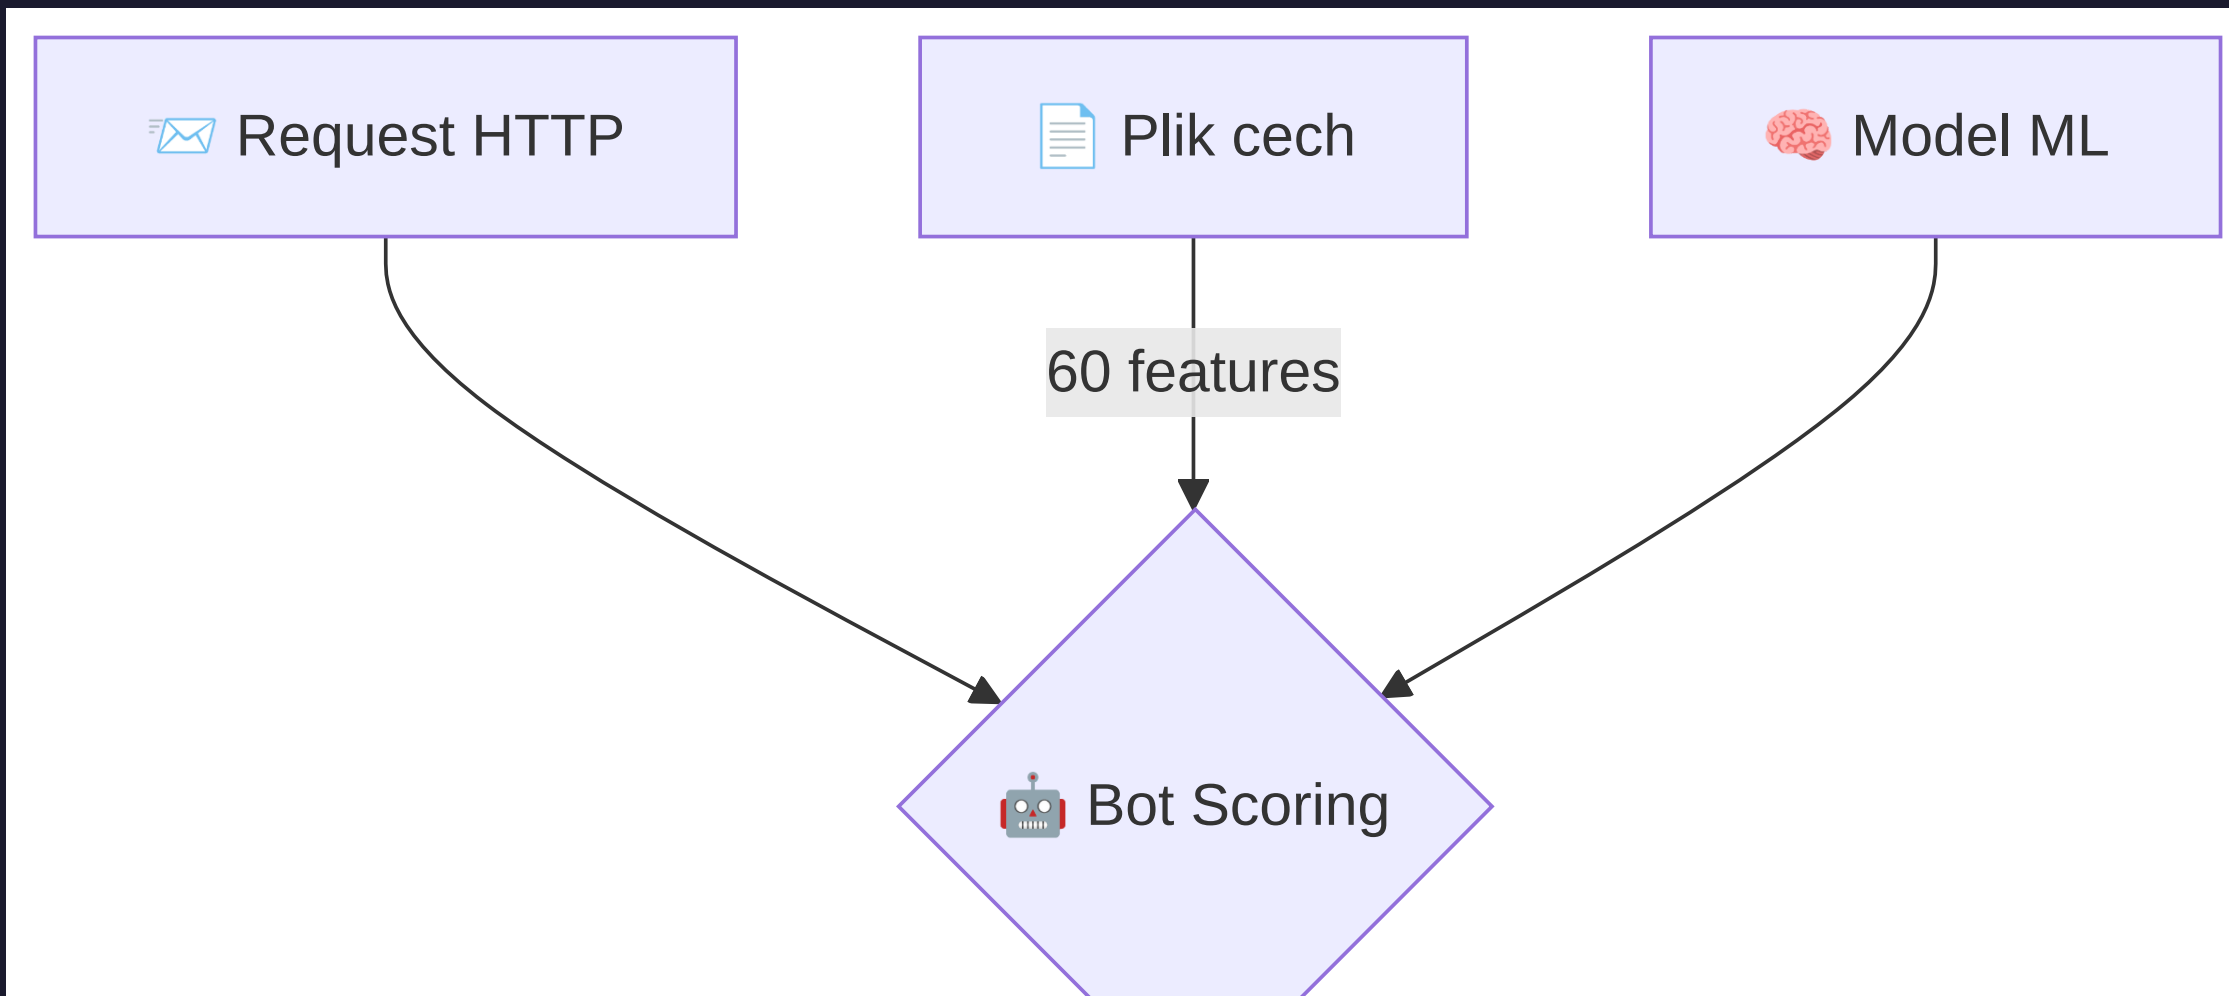 📨 Request HTTP
📄 Plik cech
🧠 Model ML
60 features
🤖 Bot Scoring